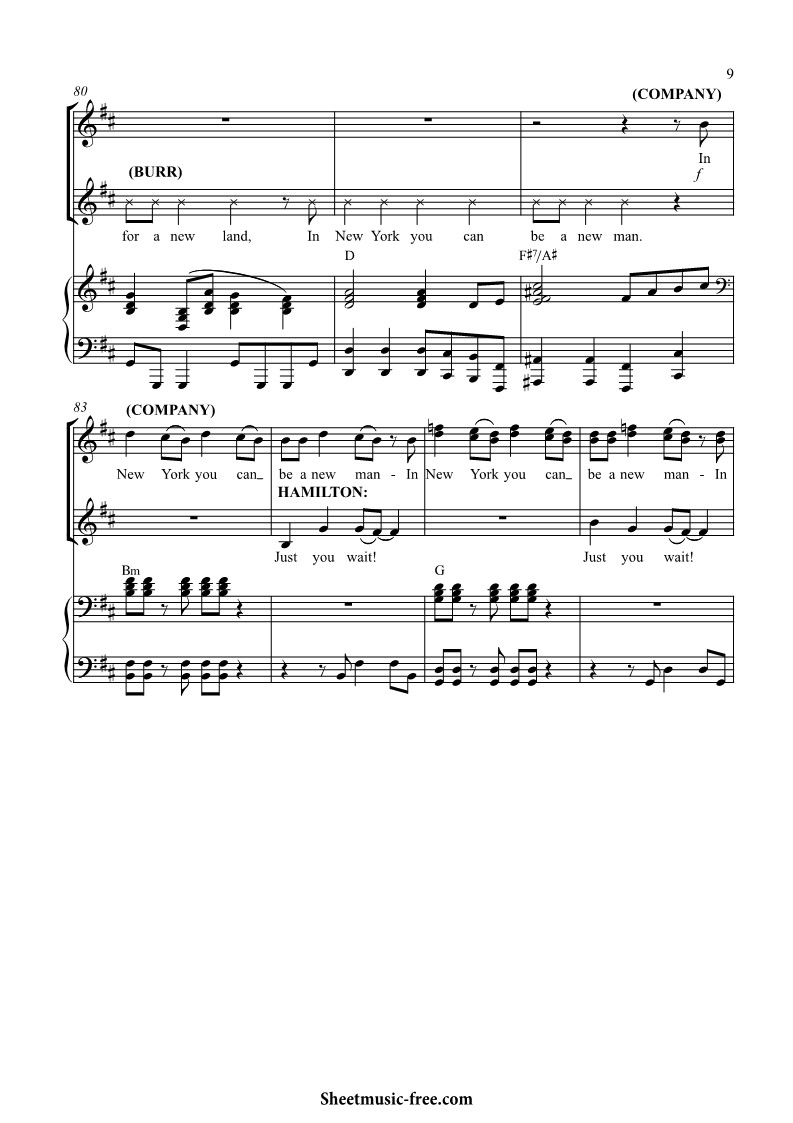 9
80
(COMPANY)
In
f
(BURR)
for a new land, In New York you can be a new man.
D F♯7/A♯
83
(COMPANY)
New York you can_ be a new man - In New York you can_ be a new man - In
HAMILTON:
Just you wait! Just you wait!
Bm G
Sheetmusic-free.com